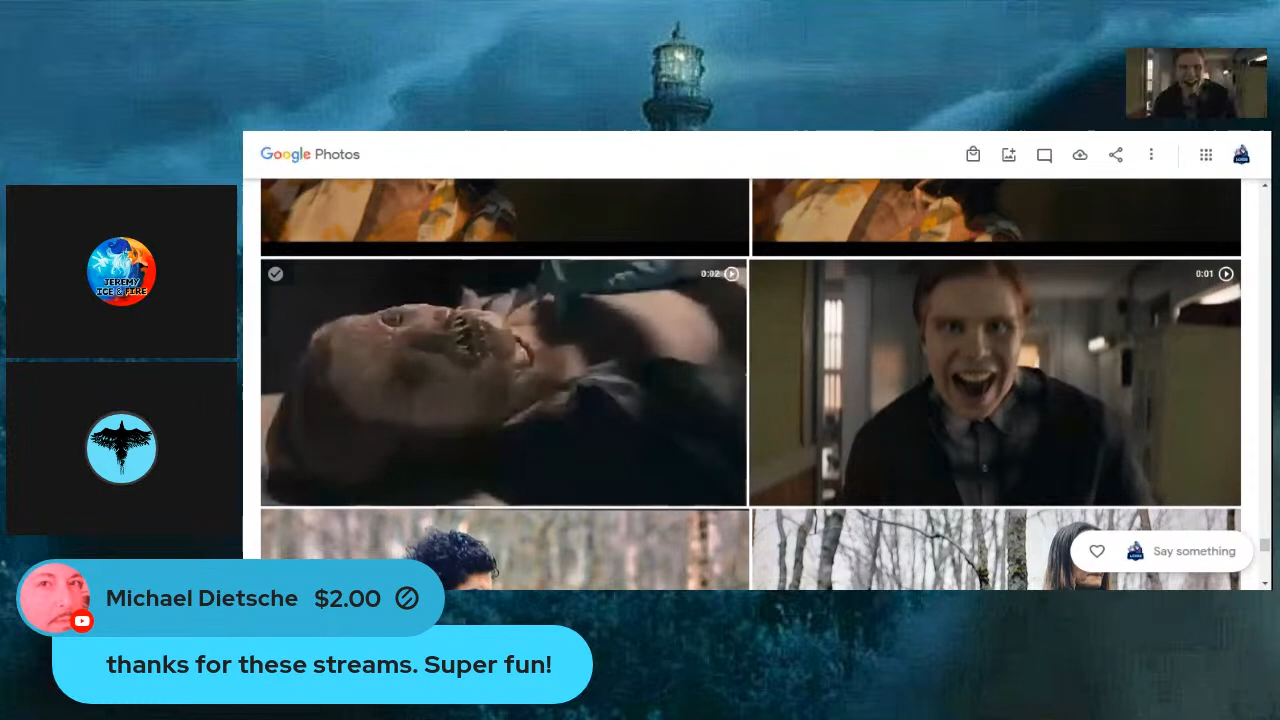 Google Photos
JEREMY
ICE & FIRE
0:02
0:01
Say something
Michael Dietsche $2.00
thanks for these streams. Super fun!